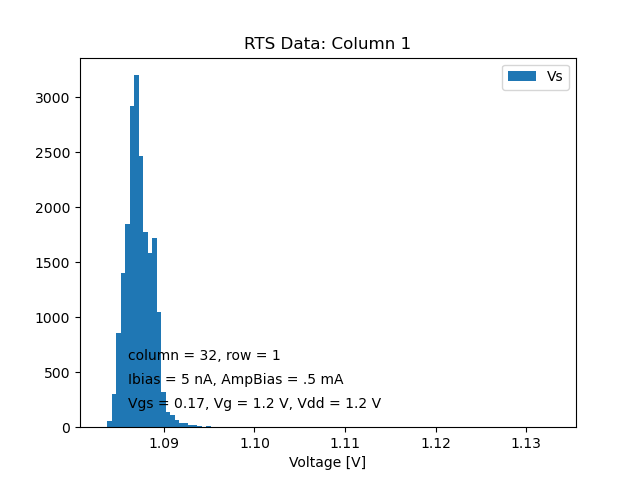 RTS Data: Column 1
Vs
3000
2500
2000
1500
1000
500
0
column = 32, row = 1
Ibias = 5 nA, AmpBias = .5 mA
Vgs = 0.17, Vg = 1.2 V, Vdd = 1.2 V
1.09 1.10 1.11 1.12 1.13
Voltage [V]